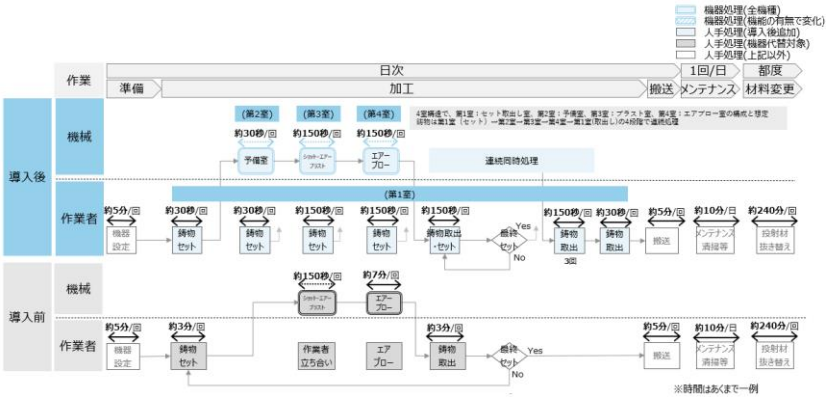 機器処理(全機種)
機器処理(機能の有無で変化)
人手処理(導入後追加)
人手処理(機器代替対象)
人手処理(上記以外)
作業
日次
1回/日
都度
準備
加工
搬送
メンテナンス
材料変更
導入後
機械
(第2室)
(第3室)
(第4室)
4室構造で、第1室:セット取出し室、第2室:予備室、第3室:ブラスト室、第4室:エアーブロー室の構成と想定
鋳物は第1室(セット)→第2室→第3室→第4室→第1室(取出し)の4段階で連続処理
約30秒/回
約150秒/回
約150秒/回
予備室
ショット・エアー
ブラスト
エアー
ブロー
連続同時処理
作業者
(第1室)
約5分/回
約30秒/回
約30秒/回
約150秒/回
約150秒/回
約150秒/回
Yes
約150秒/回
約30秒/回
約5分/回
約10分/日
約240分/回
機器
設定
鋳物
セット
鋳物
セット
鋳物
セット
鋳物
セット
鋳物取出
・セット
最終
セット
No
鋳物
取出
3回
鋳物
取出
搬送
メンテナンス
清掃等
投射材
抜き替え
導入前
機械
約150秒/回
約7分/回
ショット・エアー
ブラスト
エアー
ブロー
作業者
約5分/回
約3分/回
約3分/回
約5分/回
約10分/日
約240分/回
機器
設定
鋳物
セット
作業者
立ち合い
エア
ブロー
鋳物
取出
最終
セット
Yes
No
搬送
メンテナンス
清掃等
投射材
抜き替え
※時間はあくまで一例